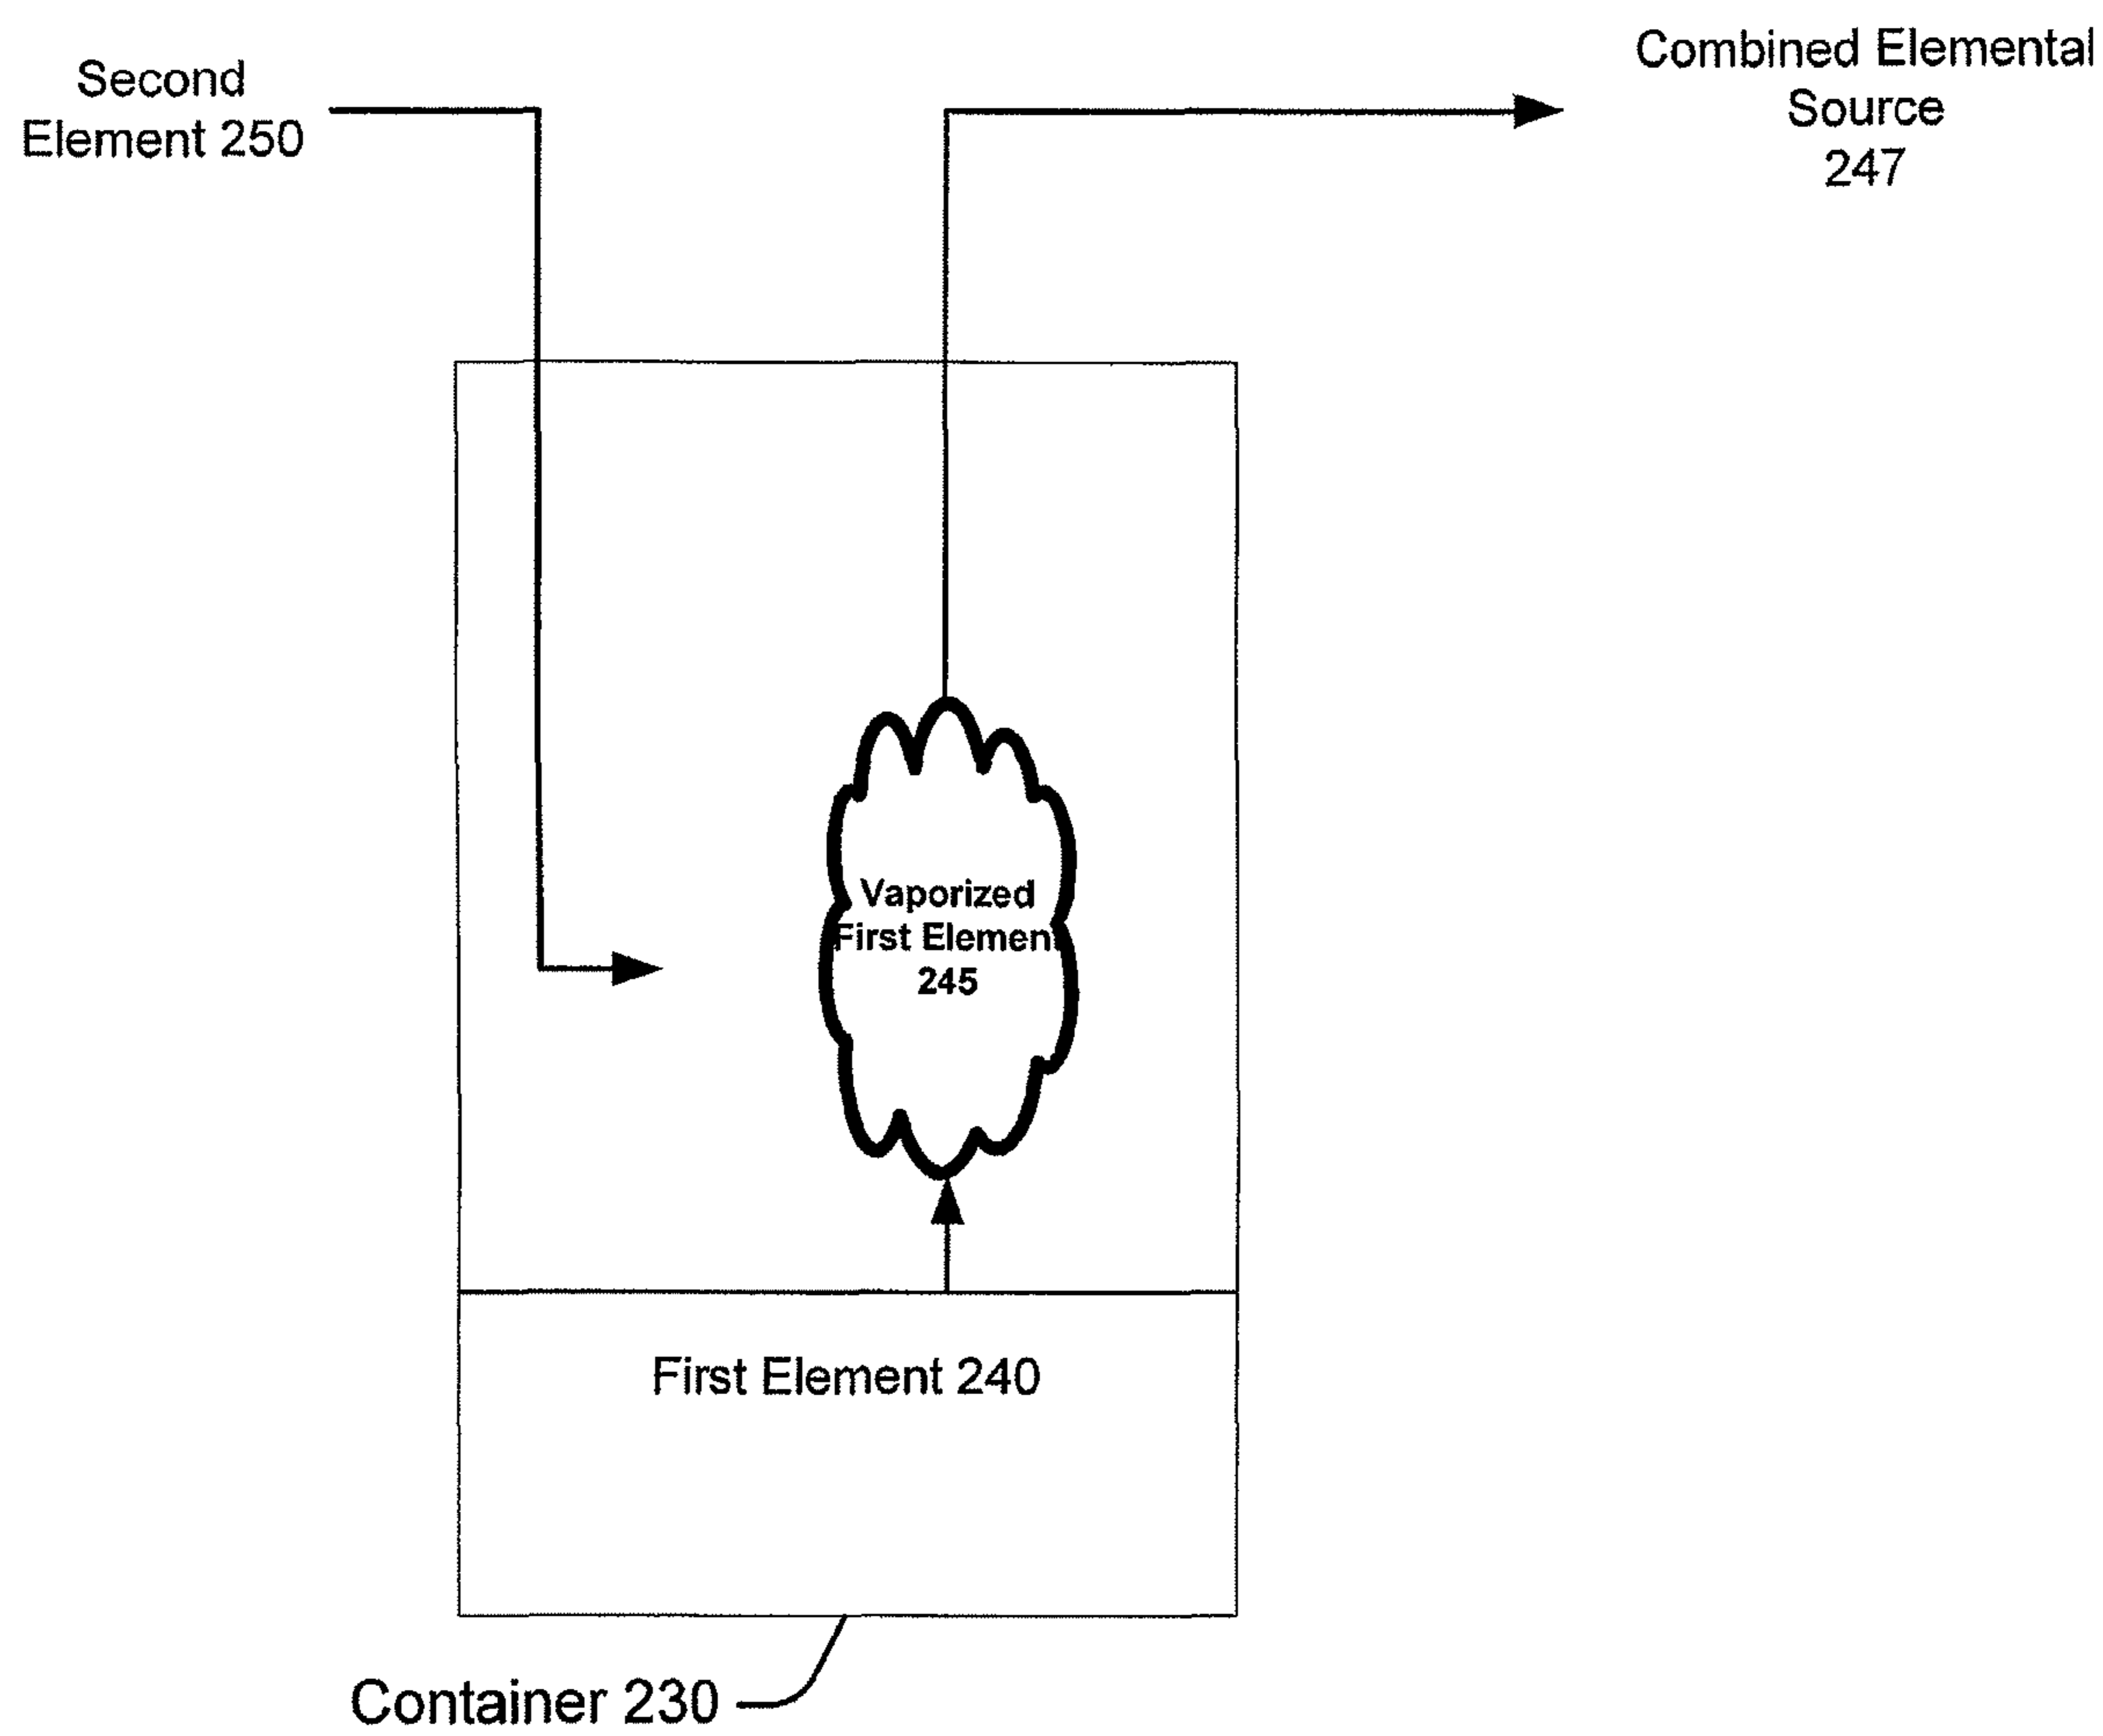 Second
Element 250
Combined Elemental
Source
247
Vaporized
First Element
245
First Element 240
Container 230